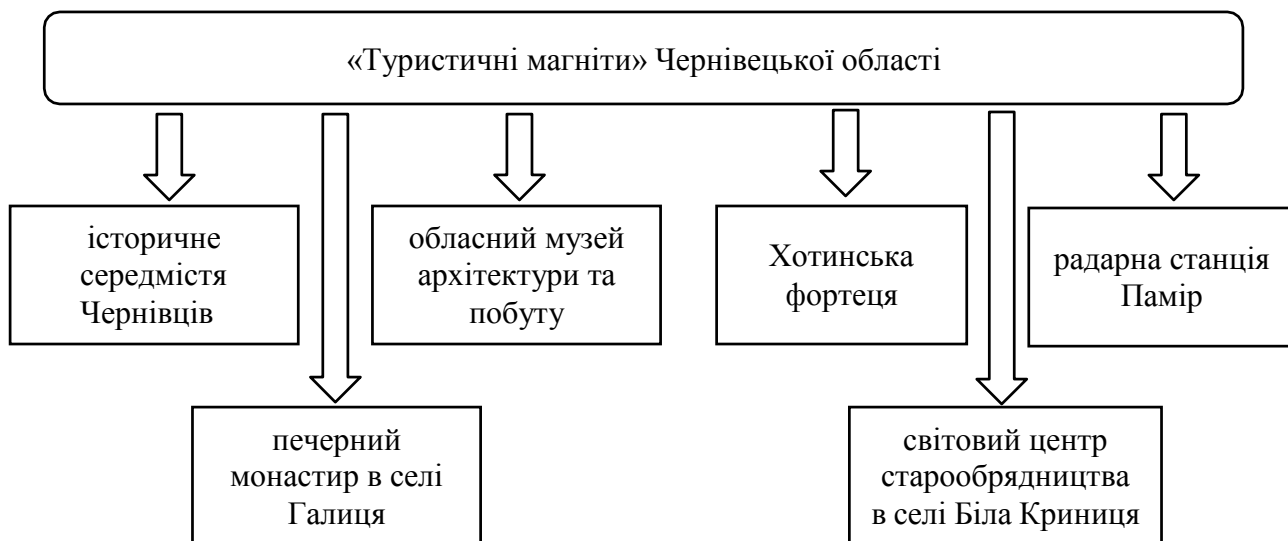 «Туристичні магніти» Чернівецької області
історичне
середмістя
Чернівців
обласний музей
архітектури та
побуту
Хотинська
фортеця
радарна станція
Памір
печерний
монастир в селі
Галиця
світовий центр
старообрядництва
в селі Біла Криниця